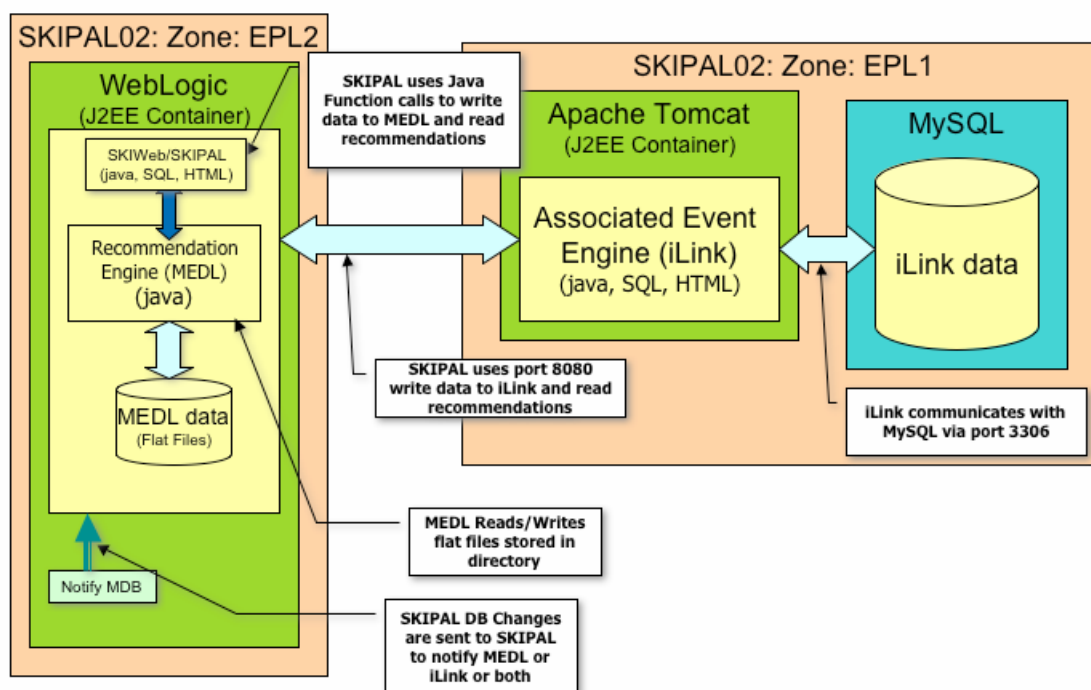 SKIPAL02: Zone: EPL2
WebLogic
(J2EE Container)
SKIWeb/SKIPAL
(java, SQL, HTML)
Recommendation
Engine (MEDL)
(java)
MEDL data
(Flat Files)
Notify MDB
SKIPAL uses Java
Function calls to write
data to MEDL and read
recommendations
SKIPAL uses port 8080
write data to iLink and read
recommendations
MEDL Reads/Writes
flat files stored in
directory
SKIPAL DB Changes
are sent to SKIPAL
to notify MEDL or
iLink or both
SKIPAL02: Zone: EPL1
Apache Tomcat
(J2EE Container)
Associated Event
Engine (iLink)
(java, SQL, HTML)
MySQL
iLink data
iLink communicates with
MySQL via port 3306